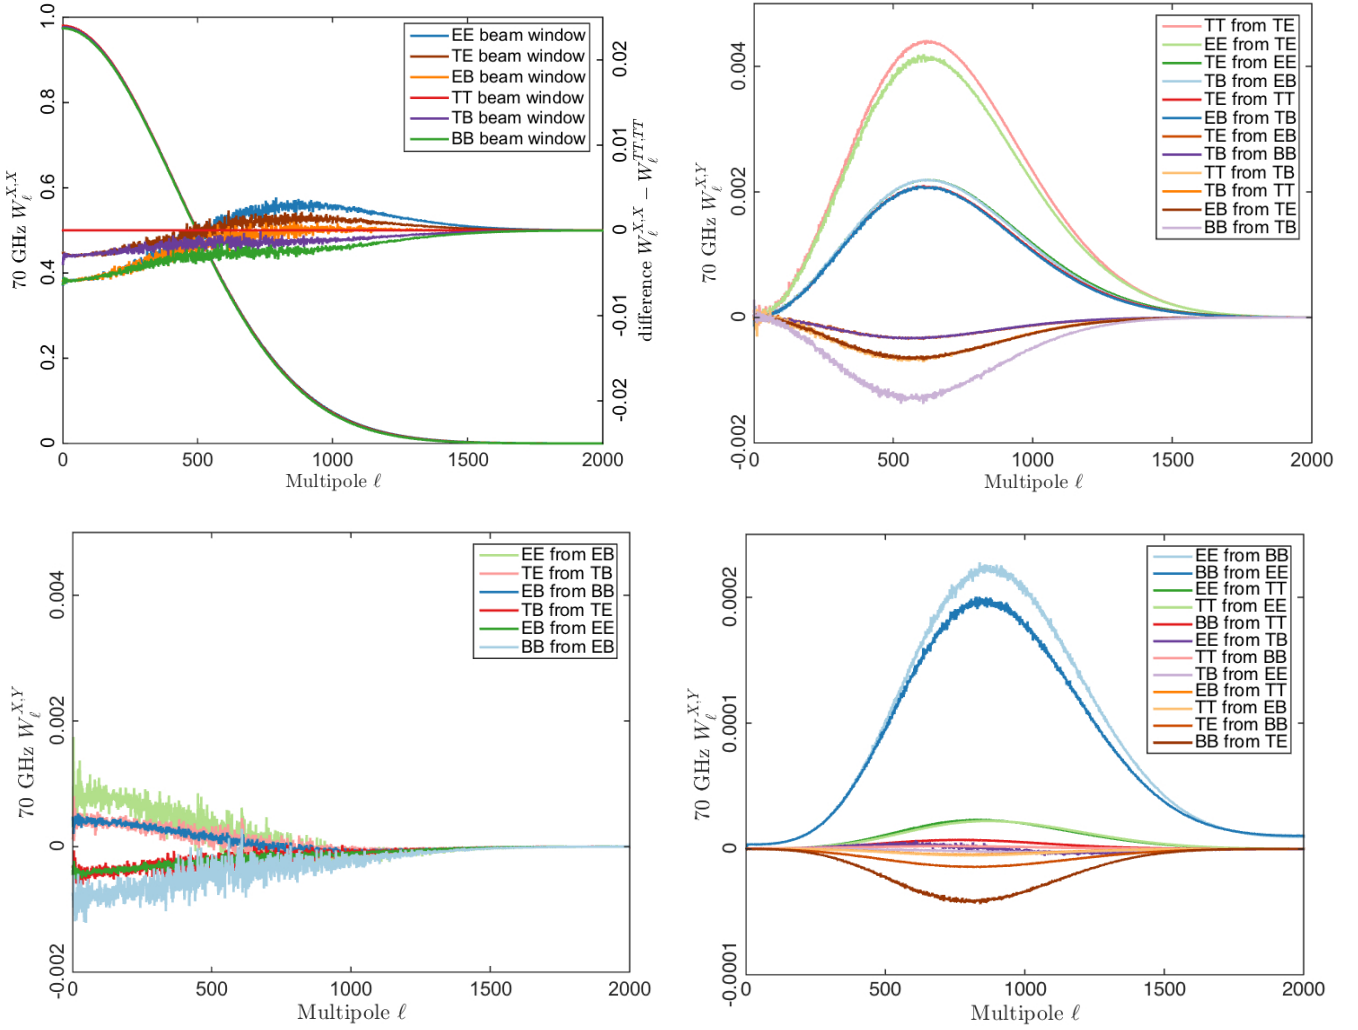 1.0
0.8
0.6
0.4
0.2
0
70 GHz W_ℓ^{X,X}
EE beam window
TE beam window
EB beam window
TT beam window
TB beam window
BB beam window
0.02
0.01
0
-0.01
-0.02
difference W_ℓ^{X,X} − W_ℓ^{TT,TT}
0 500 1000 1500 2000
Multipole ℓ
0.004
0.002
0
-0.002
70 GHz W_ℓ^{X,Y}
TT from TE
EE from TE
TE from EE
TB from EB
TE from TT
EB from TB
TE from EB
TB from BB
TT from TB
TB from TT
EB from TE
BB from TB
0 500 1000 1500 2000
Multipole ℓ
0.004
0.002
0
-0.002
70 GHz W_ℓ^{X,Y}
EE from EB
TE from TB
EB from BB
TB from TE
EB from EE
BB from EB
0 500 1000 1500 2000
Multipole ℓ
0.0002
0.0001
0
-0.0001
70 GHz W_ℓ^{X,Y}
EE from BB
BB from EE
EE from TT
TT from EE
BB from TT
EE from TB
TT from BB
TB from EE
EB from TT
TT from EB
TE from BB
BB from TE
0 500 1000 1500 2000
Multipole ℓ